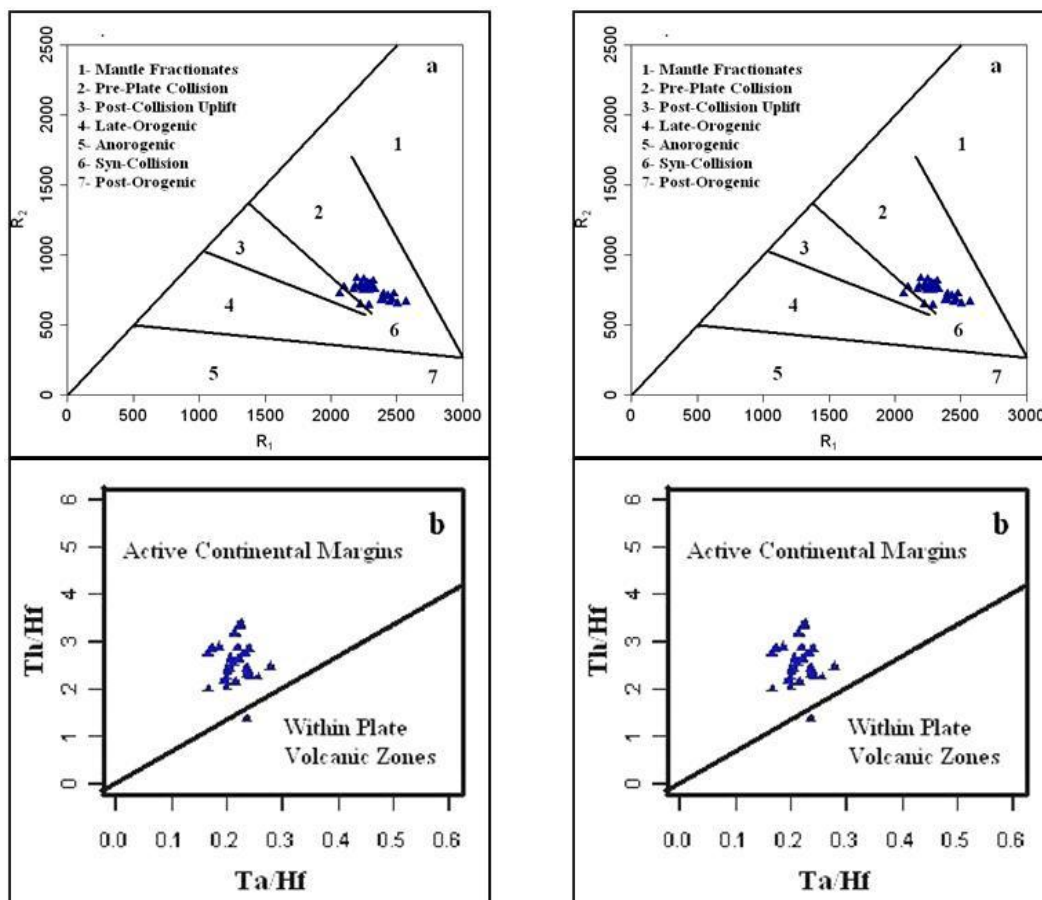 a
1- Mantle Fractionates
2- Pre-Plate Collision
3- Post-Collision Uplift
4- Late-Orogenic
5- Anorogenic
6- Syn-Collision
7- Post-Orogenic
1
2
3
4
5
6
7
R2
0 500 1000 1500 2000 2500
0 500 1000 1500 2000 2500 3000
R1
b
Active Continental Margins
Within Plate
Volcanic Zones
Th/Hf
0 1 2 3 4 5 6
0.0 0.1 0.2 0.3 0.4 0.5 0.6
Ta/Hf
a
1- Mantle Fractionates
2- Pre-Plate Collision
3- Post-Collision Uplift
4- Late-Orogenic
5- Anorogenic
6- Syn-Collision
7- Post-Orogenic
1
2
3
4
5
6
7
R2
0 500 1000 1500 2000 2500
0 500 1000 1500 2000 2500 3000
R1
b
Active Continental Margins
Within Plate
Volcanic Zones
Th/Hf
0 1 2 3 4 5 6
0.0 0.1 0.2 0.3 0.4 0.5 0.6
Ta/Hf